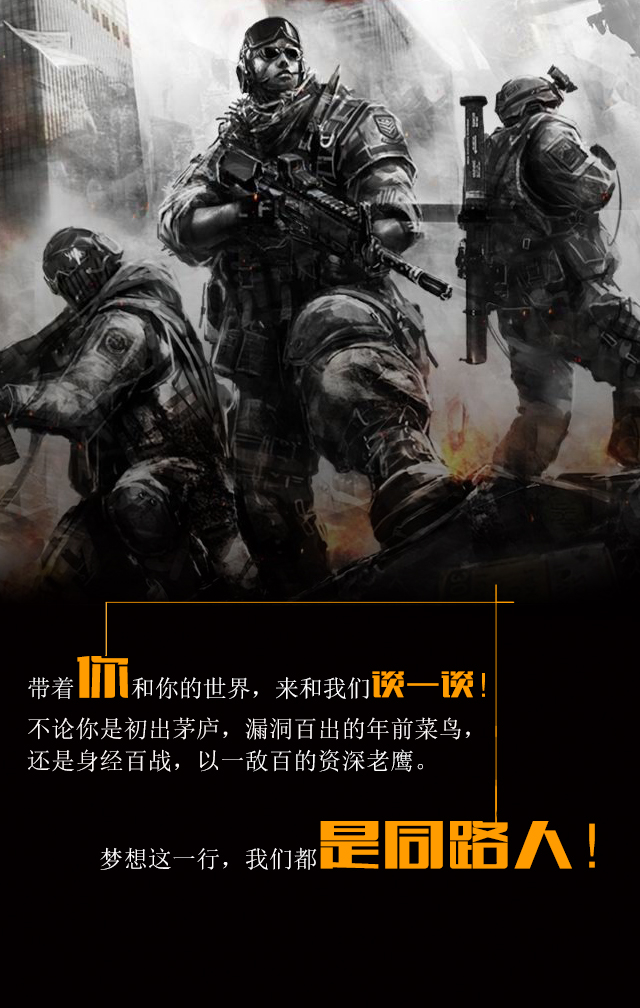 带着你和你的世界，来和我们谈一谈！
不论你是初出茅庐，漏洞百出的年前菜鸟，
还是身经百战，以一敌百的资深老鹰。
梦想这一行，我们都是同路人！